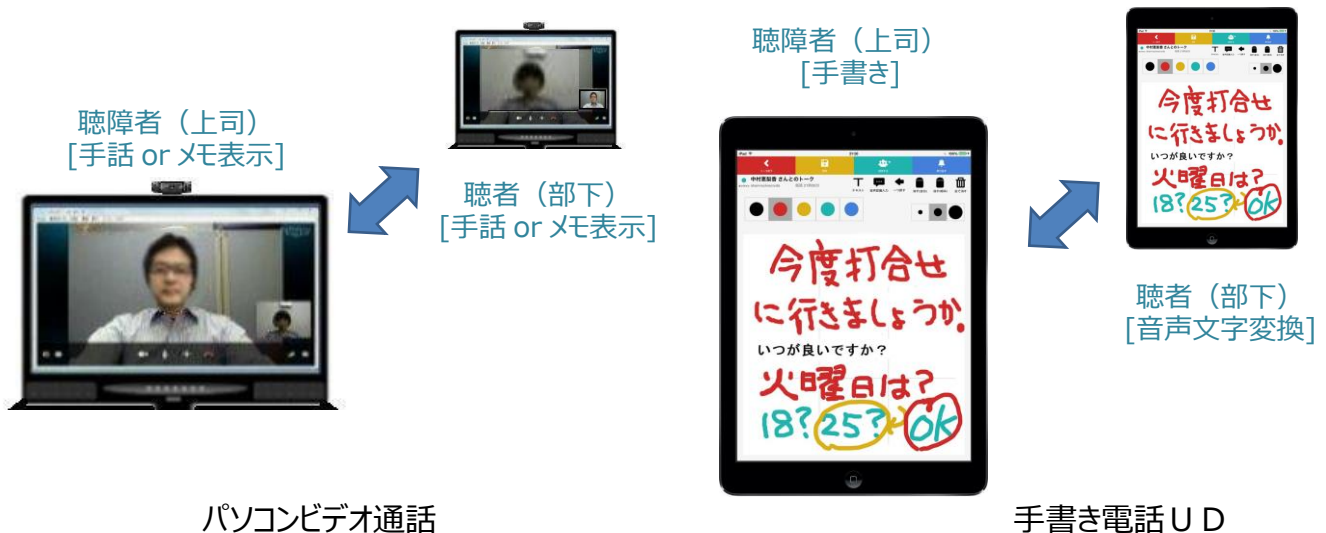 聴障者（上司）
[手話 or メモ表示]
聴者（部下）
[手話 or メモ表示]
パソコンビデオ通話
聴障者（上司）
[手書き]
今度打合せ
に行きましょうか。
いつが良いですか？
火曜日は？
18? 25? OK
今度打合せ
に行きましょうか。
いつが良いですか？
火曜日は？
18? 25? OK
聴者（部下）
[音声文字変換]
手書き電話ＵＤ